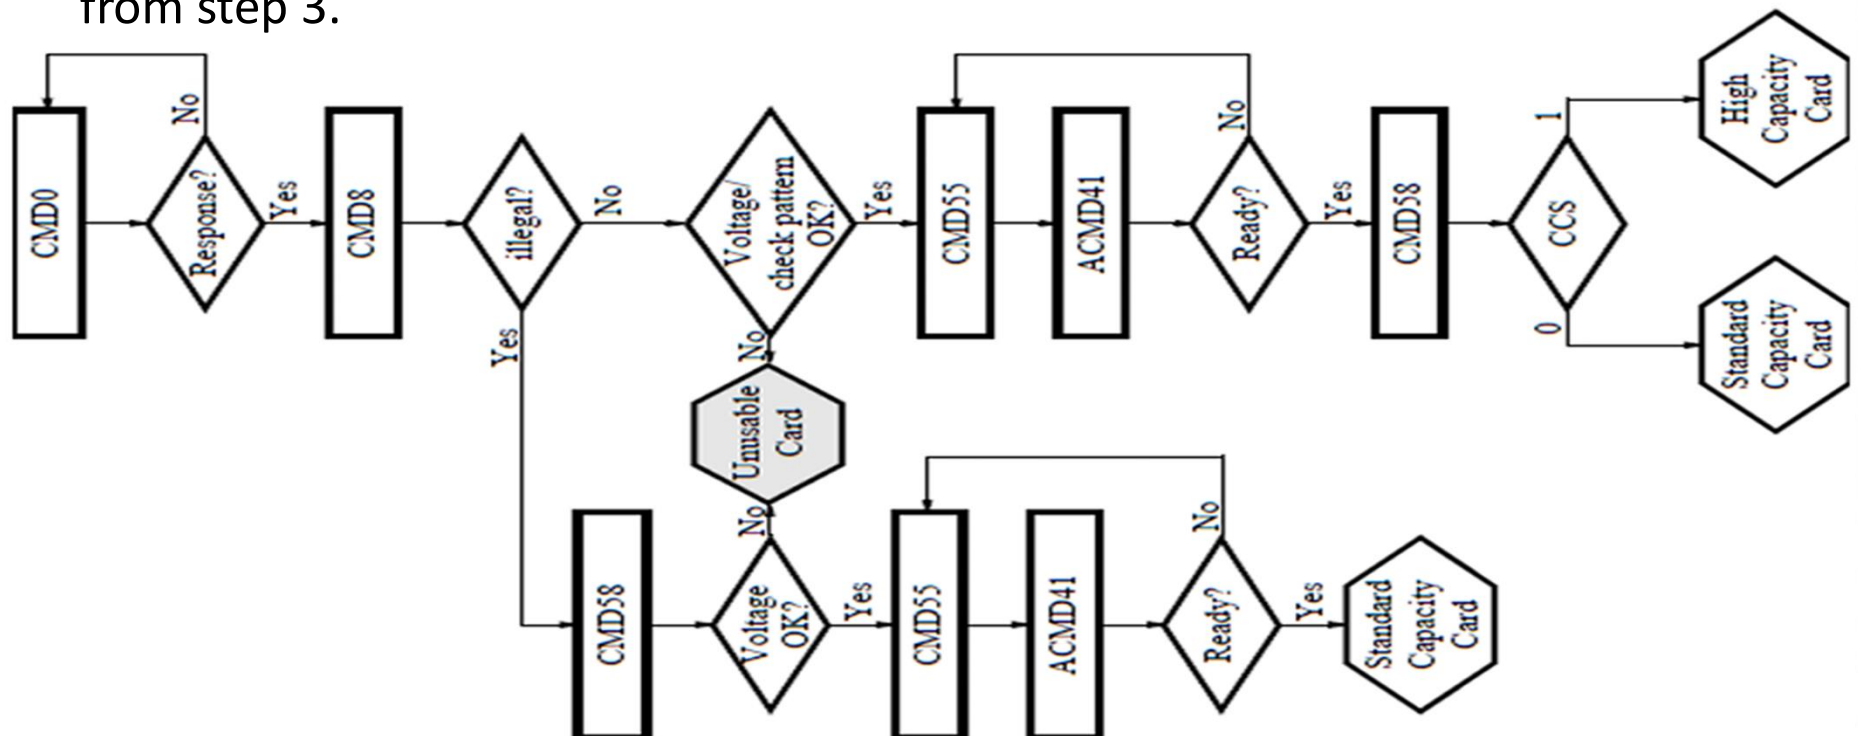 from step 3.
CMD0
Response?
No
Yes
CMD8
illegal?
No
Yes
Voltage/
check pattern
OK?
No
Yes
CMD55
ACMD41
Ready?
No
Yes
CMD58
CCS
1
0
High
Capacity
Card
Standard
Capacity
Card
Unusable
Card
CMD58
Voltage
OK?
No
Yes
CMD55
ACMD41
Ready?
No
Yes
Standard
Capacity
Card